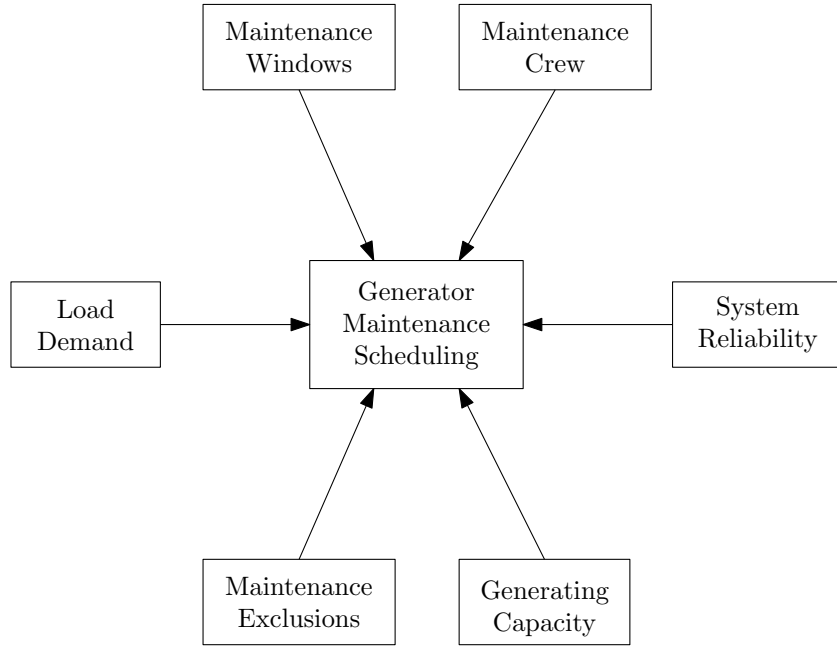 Maintenance
Windows
Maintenance
Crew
Load
Demand
Generator
Maintenance
Scheduling
System
Reliability
Maintenance
Exclusions
Generating
Capacity